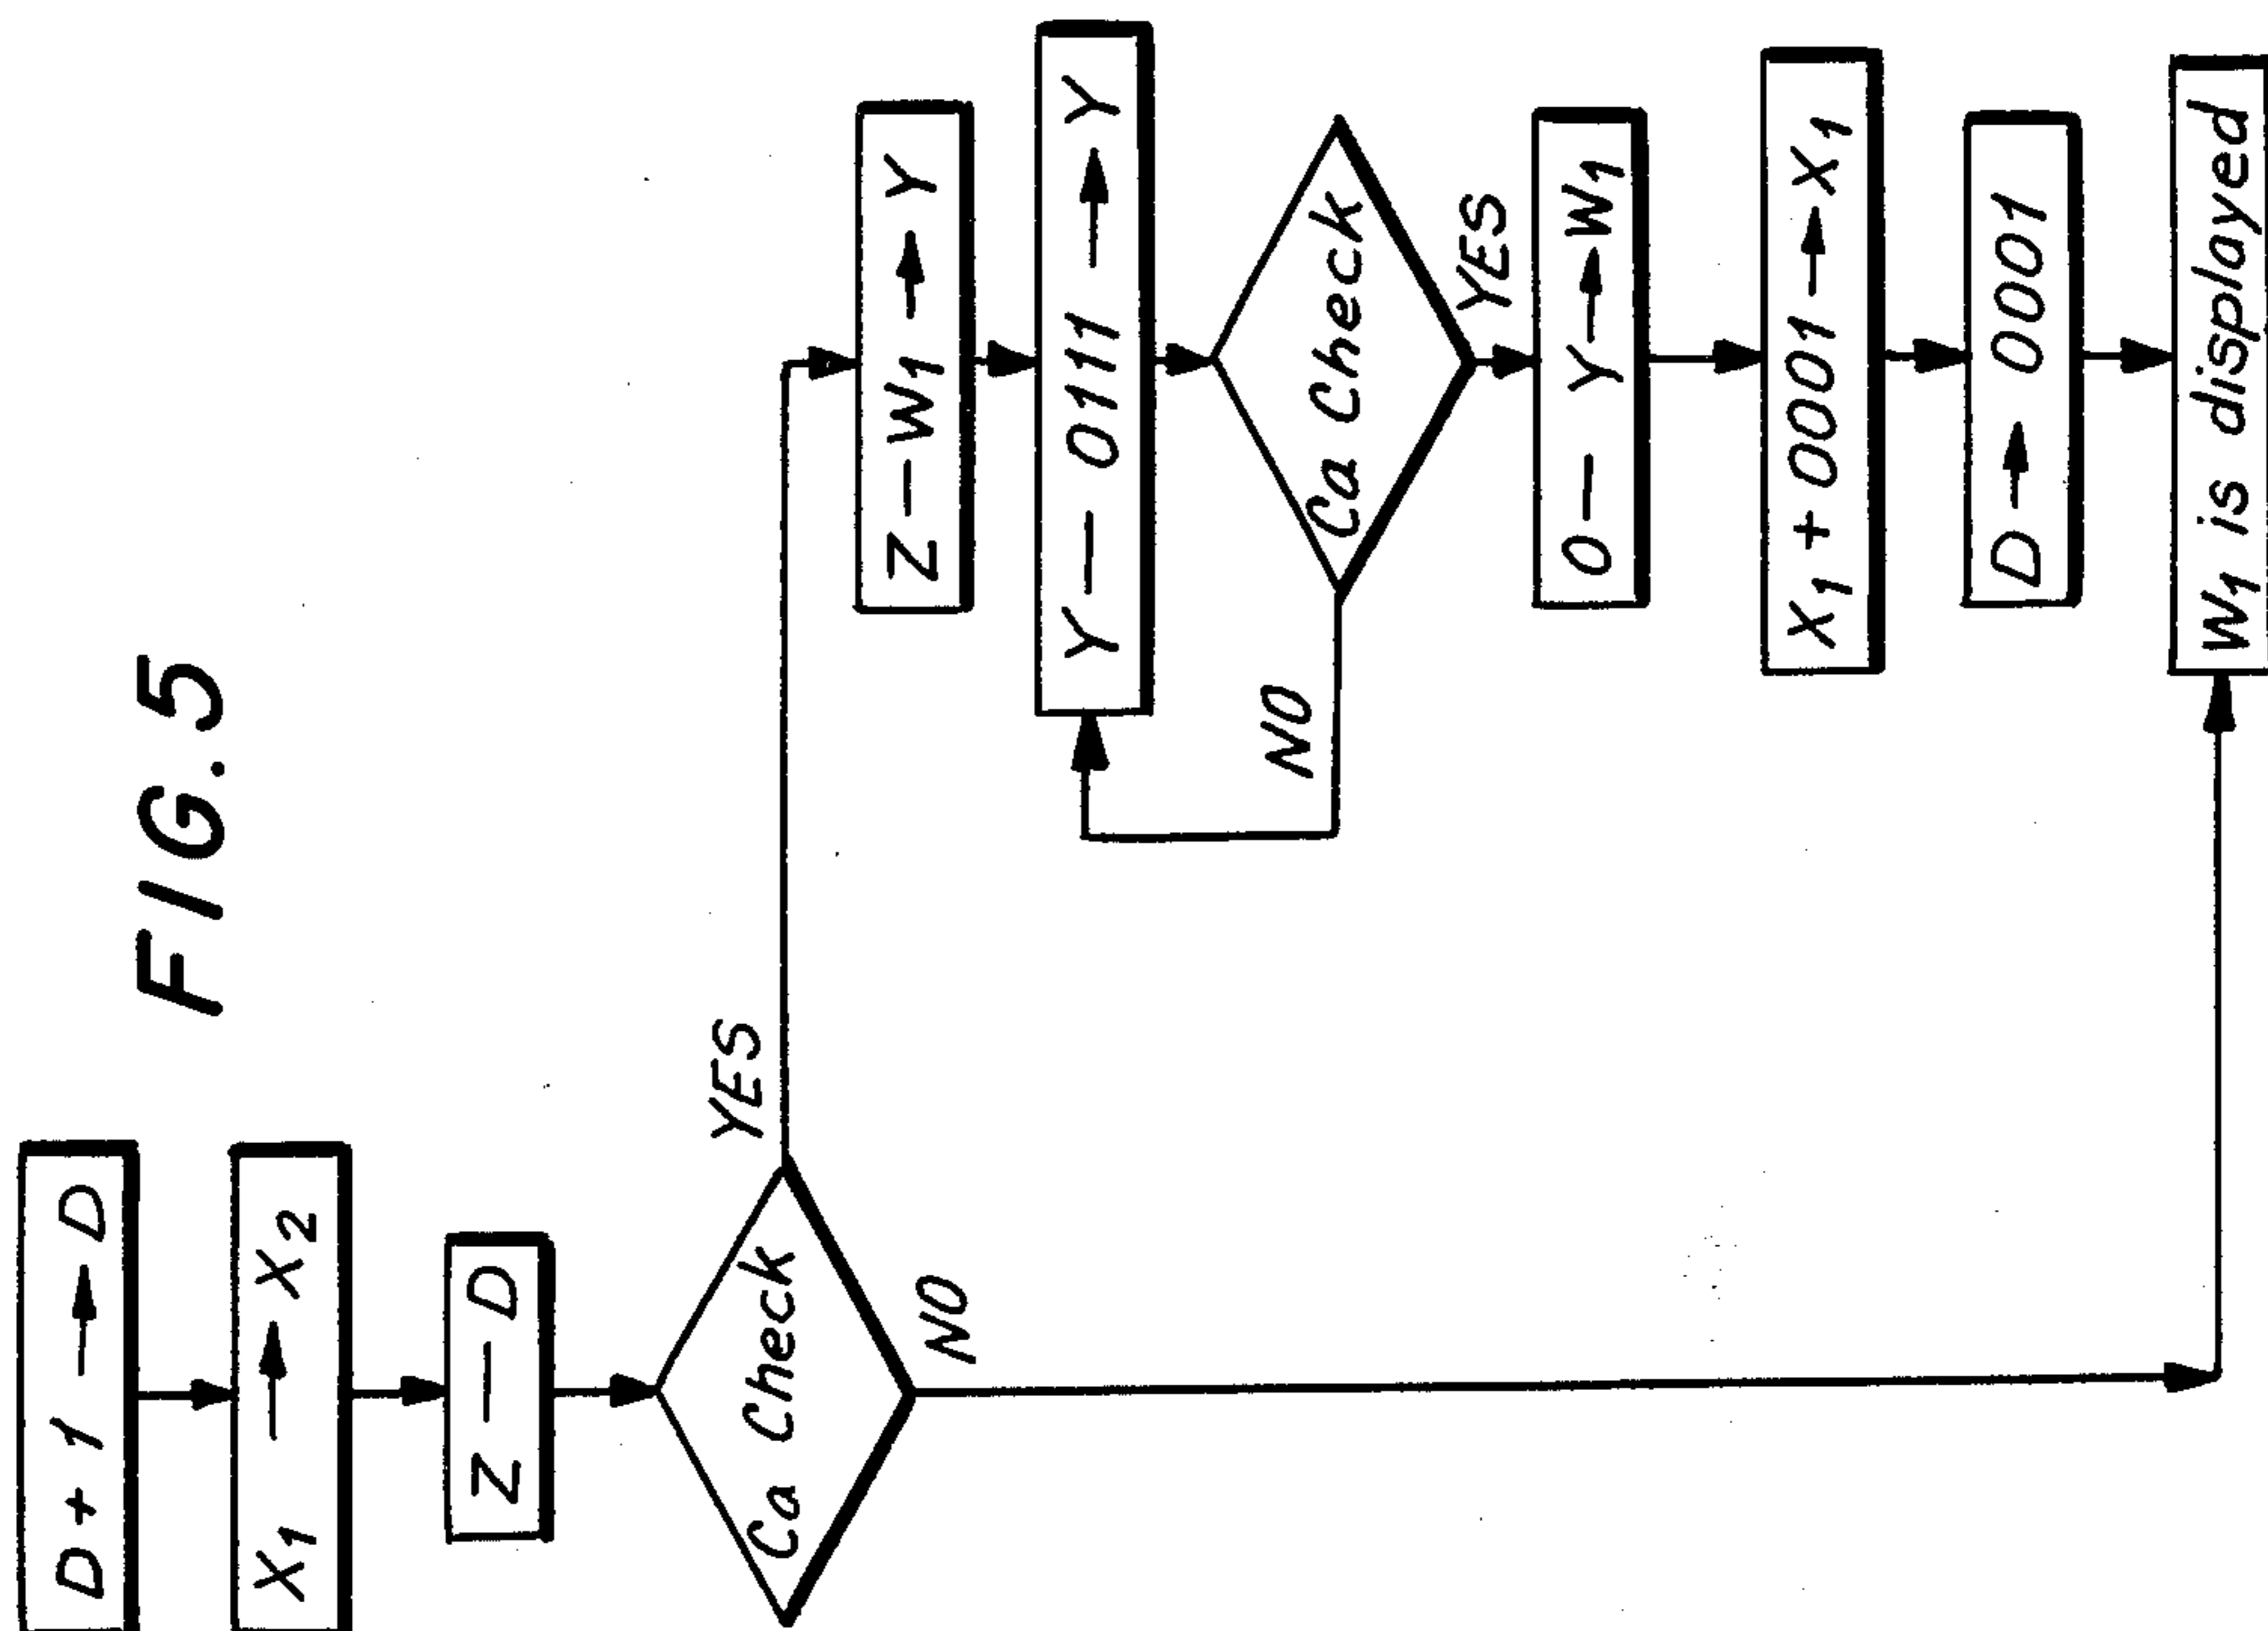 FIG. 5
D + 1 → D
X1 → X2
Z — D
Ca Check
YES
NO
Z — W1 → Y
Y — 0111 → Y
Ca Check
NO
YES
0 — Y → W1
X1 + 0001 → X1
D → 0001
W1 is displayed